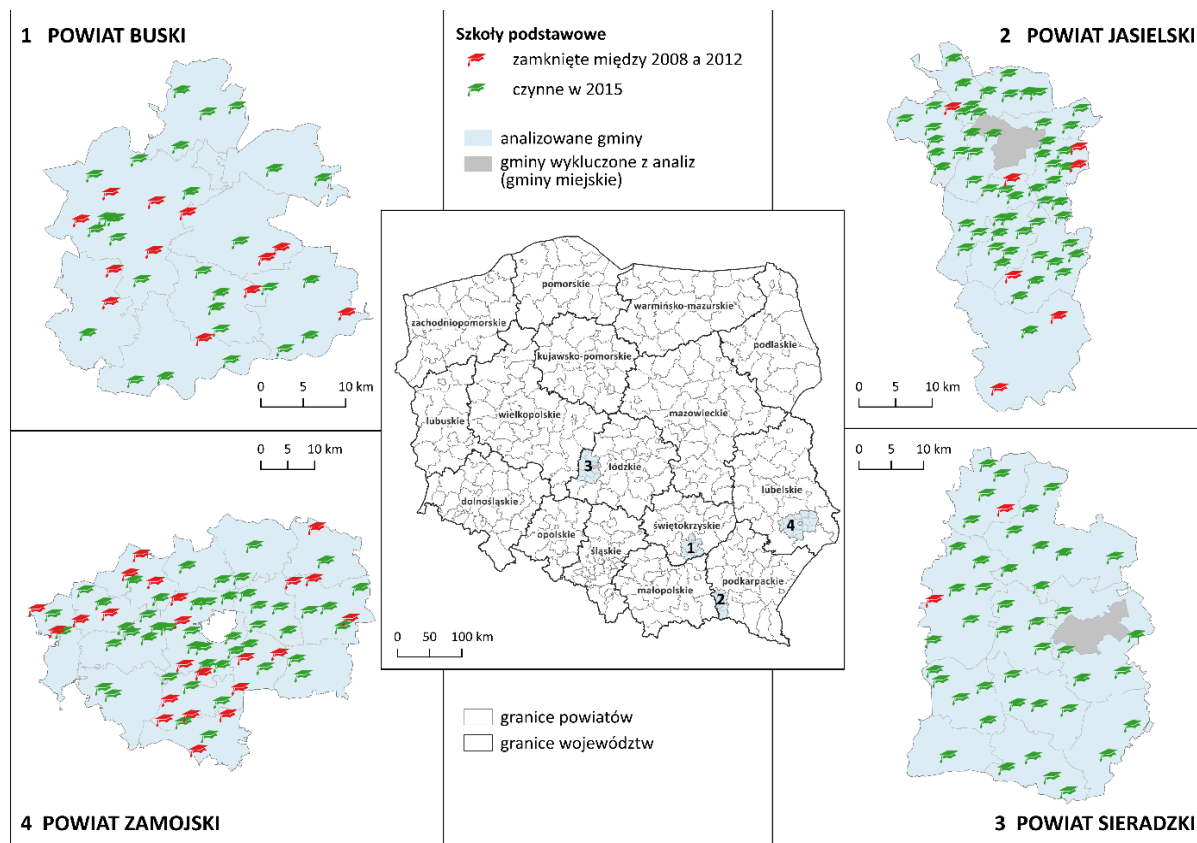 1 POWIAT BUSKI
0 5 10 km
Szkoły podstawowe
zamknięte między 2008 a 2012
czynne w 2015
analizowane gminy
gminy wykluczone z analiz
(gminy miejskie)
2 POWIAT JASIELSKI
0 5 10 km
pomorskie
warmińsko-mazurskie
zachodniopomorskie
podlaskie
kujawsko-pomorskie
mazowieckie
wielkopolskie
lubuskie
3
łódzkie
lubelskie
dolnośląskie
4
świętokrzyskie
opolskie
1
śląskie
podkarpackie
małopolskie
2
0 50 100 km
granice powiatów
granice województw
0 5 10 km
4 POWIAT ZAMOJSKI
0 5 10 km
3 POWIAT SIERADZKI